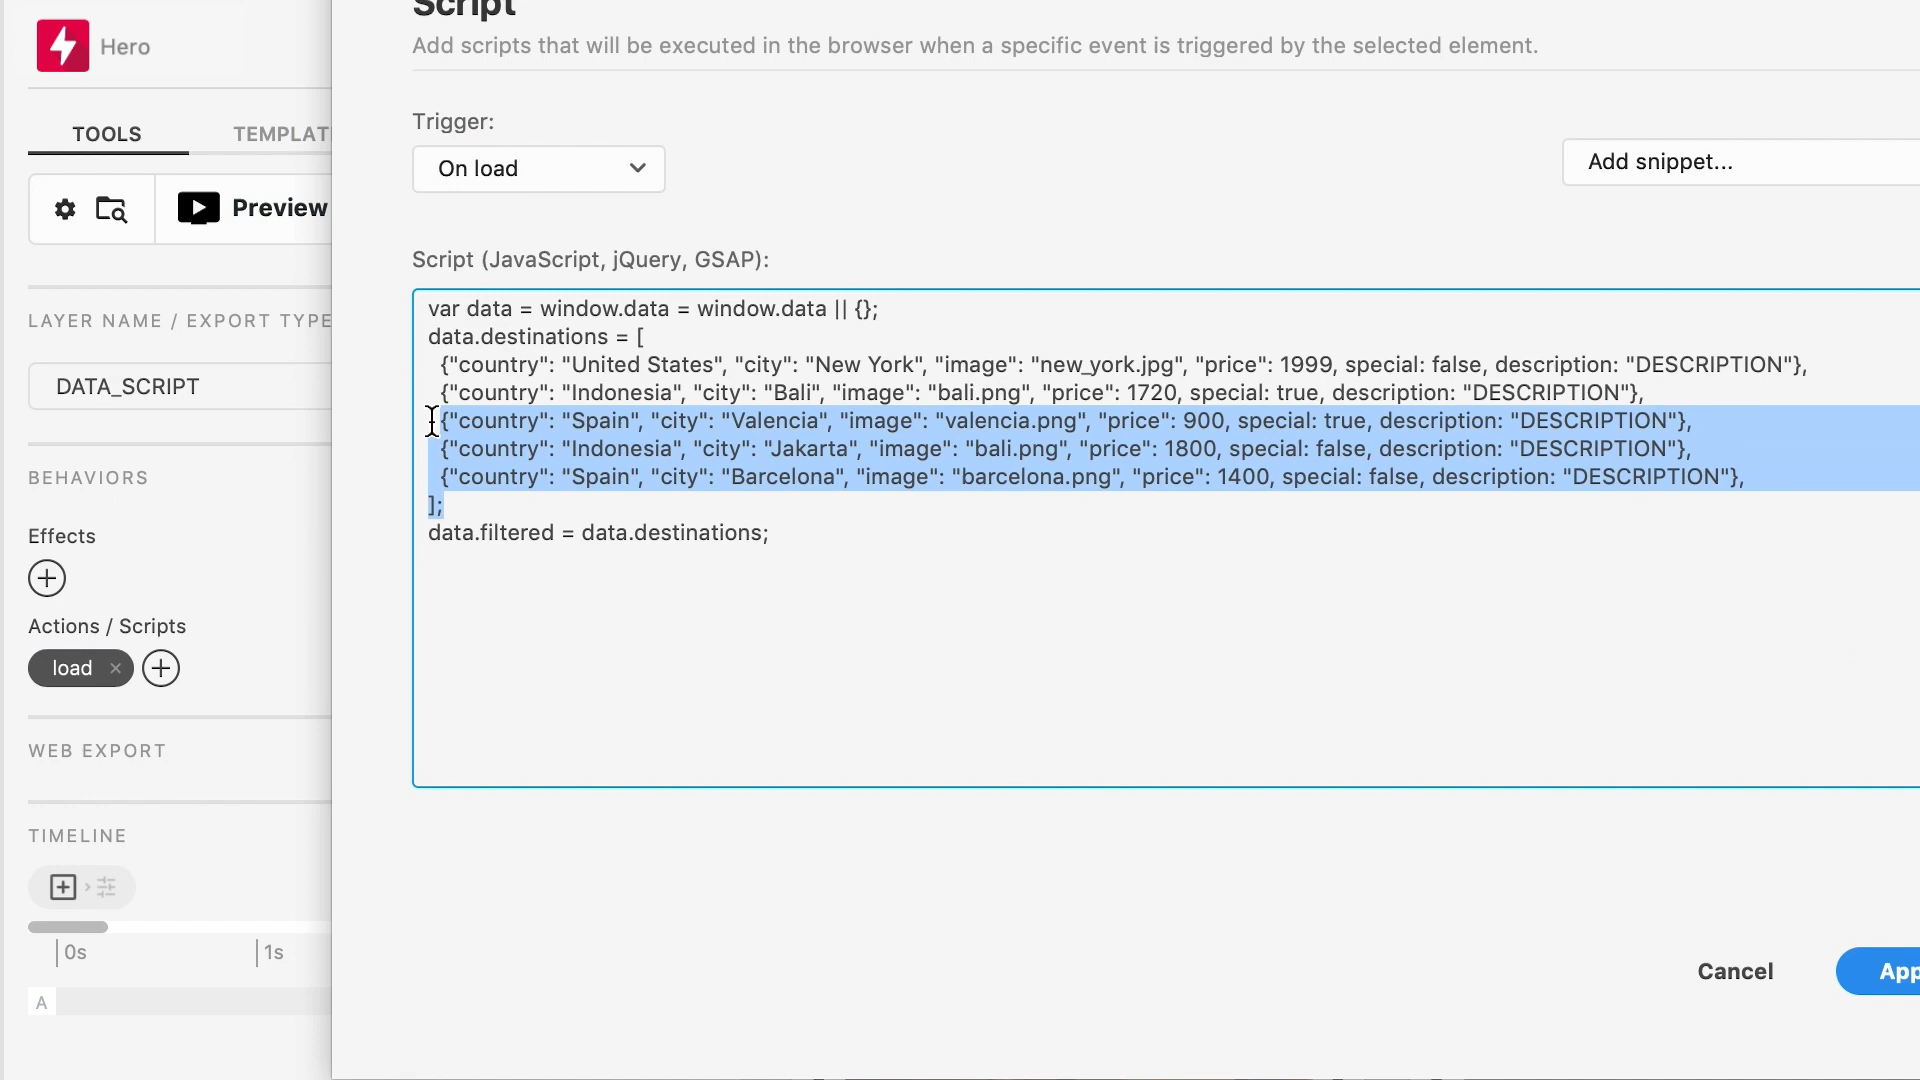 Script
Hero
Add scripts that will be executed in the browser when a specific event is triggered by the selected element.
Trigger:
TOOLS
TEMPLAT
On load
Add snippet...
Preview
Script (JavaScript, jQuery, GSAP):
LAYER NAME / EXPORT TYPE
DATA_SCRIPT
var data = window.data = window.data || {};
data.destinations = [
{"country": "United States", "city": "New York", "image": "new_york.jpg", "price": 1999, special: false, description: "DESCRIPTION"},
{"country": "Indonesia", "city": "Bali", "image": "bali.png", "price": 1720, special: true, description: "DESCRIPTION"},
{"country": "Spain", "city": "Valencia", "image": "valencia.png", "price": 900, special: true, description: "DESCRIPTION"},
{"country": "Indonesia", "city": "Jakarta", "image": "bali.png", "price": 1800, special: false, description: "DESCRIPTION"},
{"country": "Spain", "city": "Barcelona", "image": "barcelona.png", "price": 1400, special: false, description: "DESCRIPTION"},
];
data.filtered = data.destinations;
BEHAVIORS
Effects
Actions / Scripts
load
WEB EXPORT
TIMELINE
0s
1s
A
Cancel
App